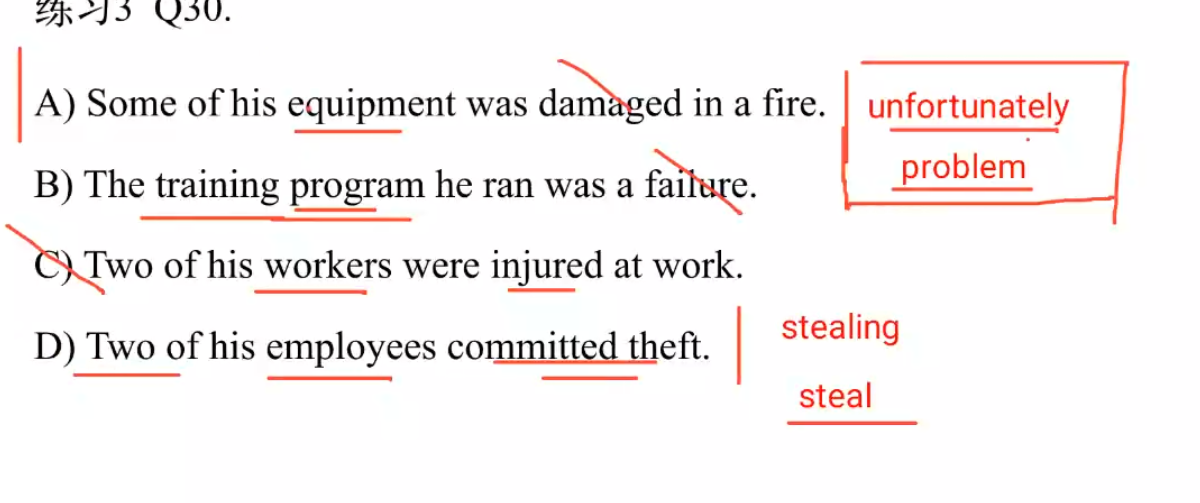 练习3 Q30.
A) Some of his equipment was damaged in a fire.
unfortunately
problem
B) The training program he ran was a failure.
C) Two of his workers were injured at work.
D) Two of his employees committed theft.
stealing
steal